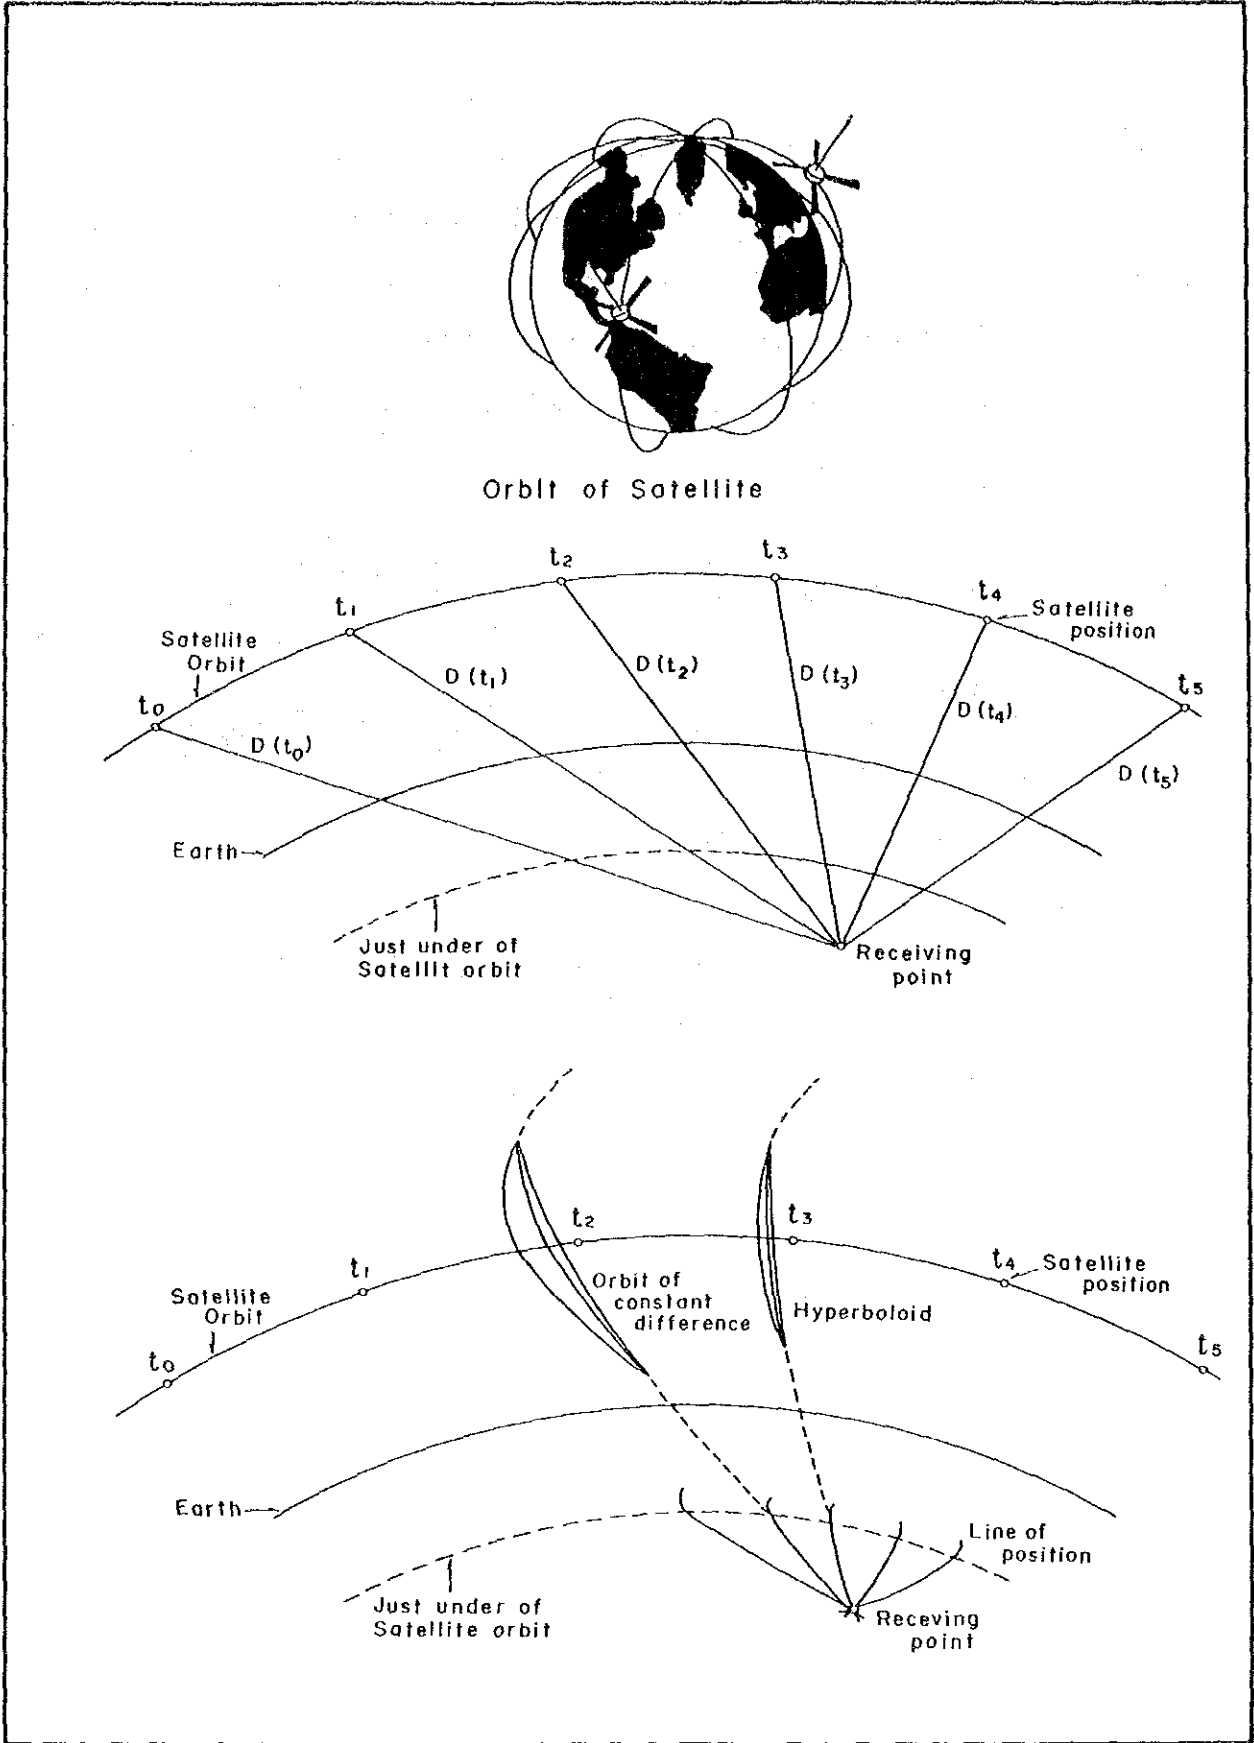 Orbit of Satellite
t2
t3
t1
t4
Satellite
position
Satellite
Orbit
t5
t0
D (t1)
D (t2)
D (t3)
D (t4)
D (t0)
D (t5)
Earth
Just under of
Satellit orbit
Receiving
point
t2
t3
t1
t4
Satellite
position
Satellite
Orbit
Orbit of
constant
difference
Hyperboloid
t0
t5
Earth
Line of
position
Just under of
Satellite orbit
Receving
point